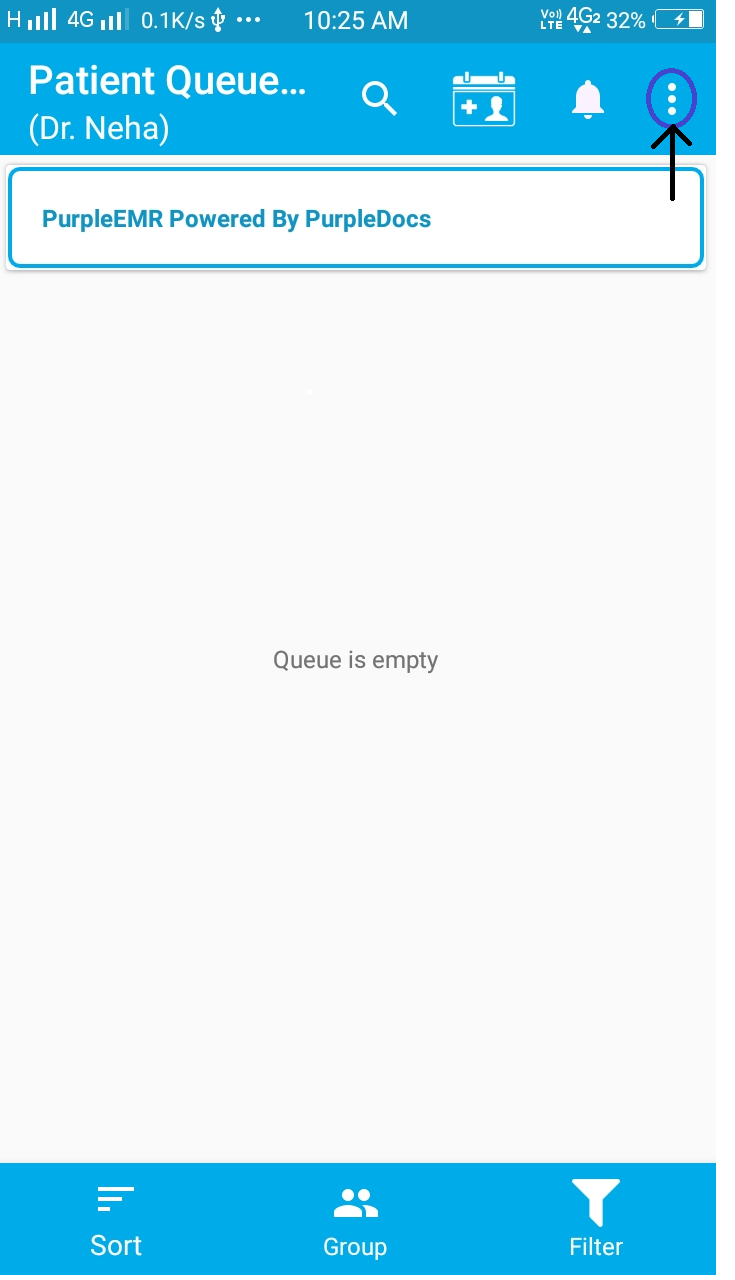 H 4G 0.1K/s ... 10:25 AM VoI) LTE 4G2 32%
Patient Queue...
(Dr. Neha)
PurpleEMR Powered By PurpleDocs
Queue is empty
Sort Group Filter